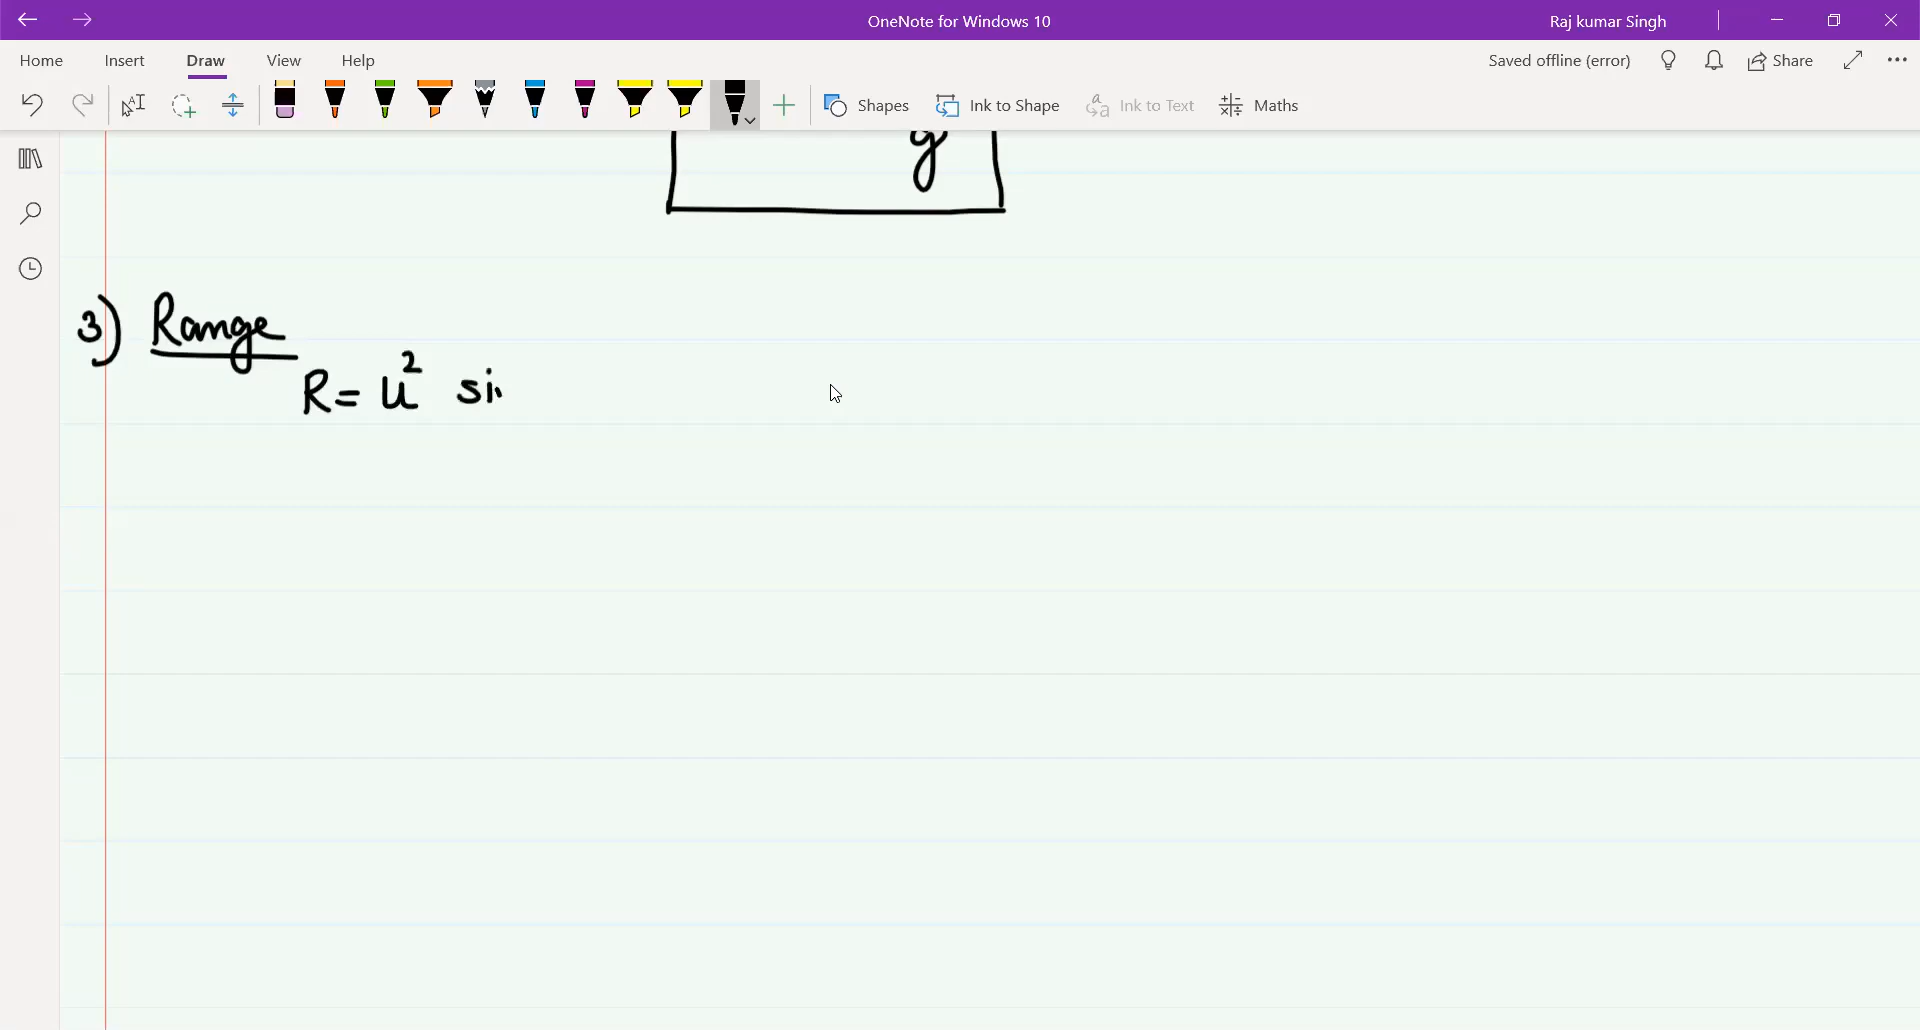 OneNote for Windows 10
Raj kumar Singh
Home Insert Draw View Help
Saved offline (error) Share
Shapes Ink to Shape Ink to Text Maths
g
3) Range
R= u² si